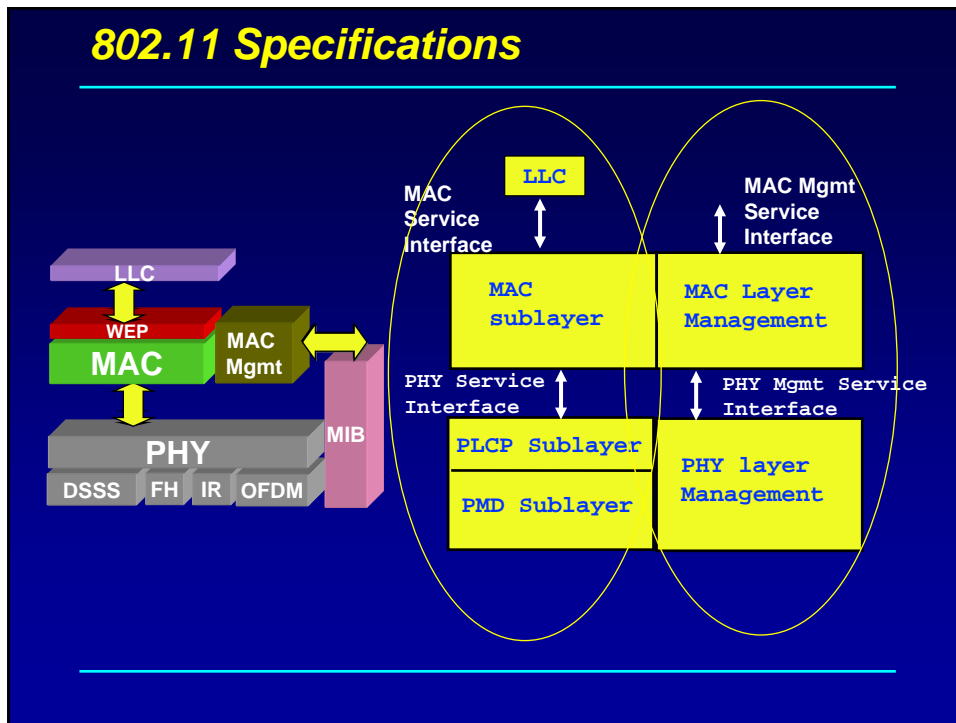 802.11 Specifications
LLC
WEP
MAC
MAC
Mgmt
MIB
PHY
DSSS
FH
IR
OFDM
LLC
MAC
Service
Interface
MAC
sublayer
PHY Service
Interface
PLCP Sublayer
PMD Sublayer
MAC Mgmt
Service
Interface
MAC Layer
Management
PHY Mgmt Service
Interface
PHY layer
Management